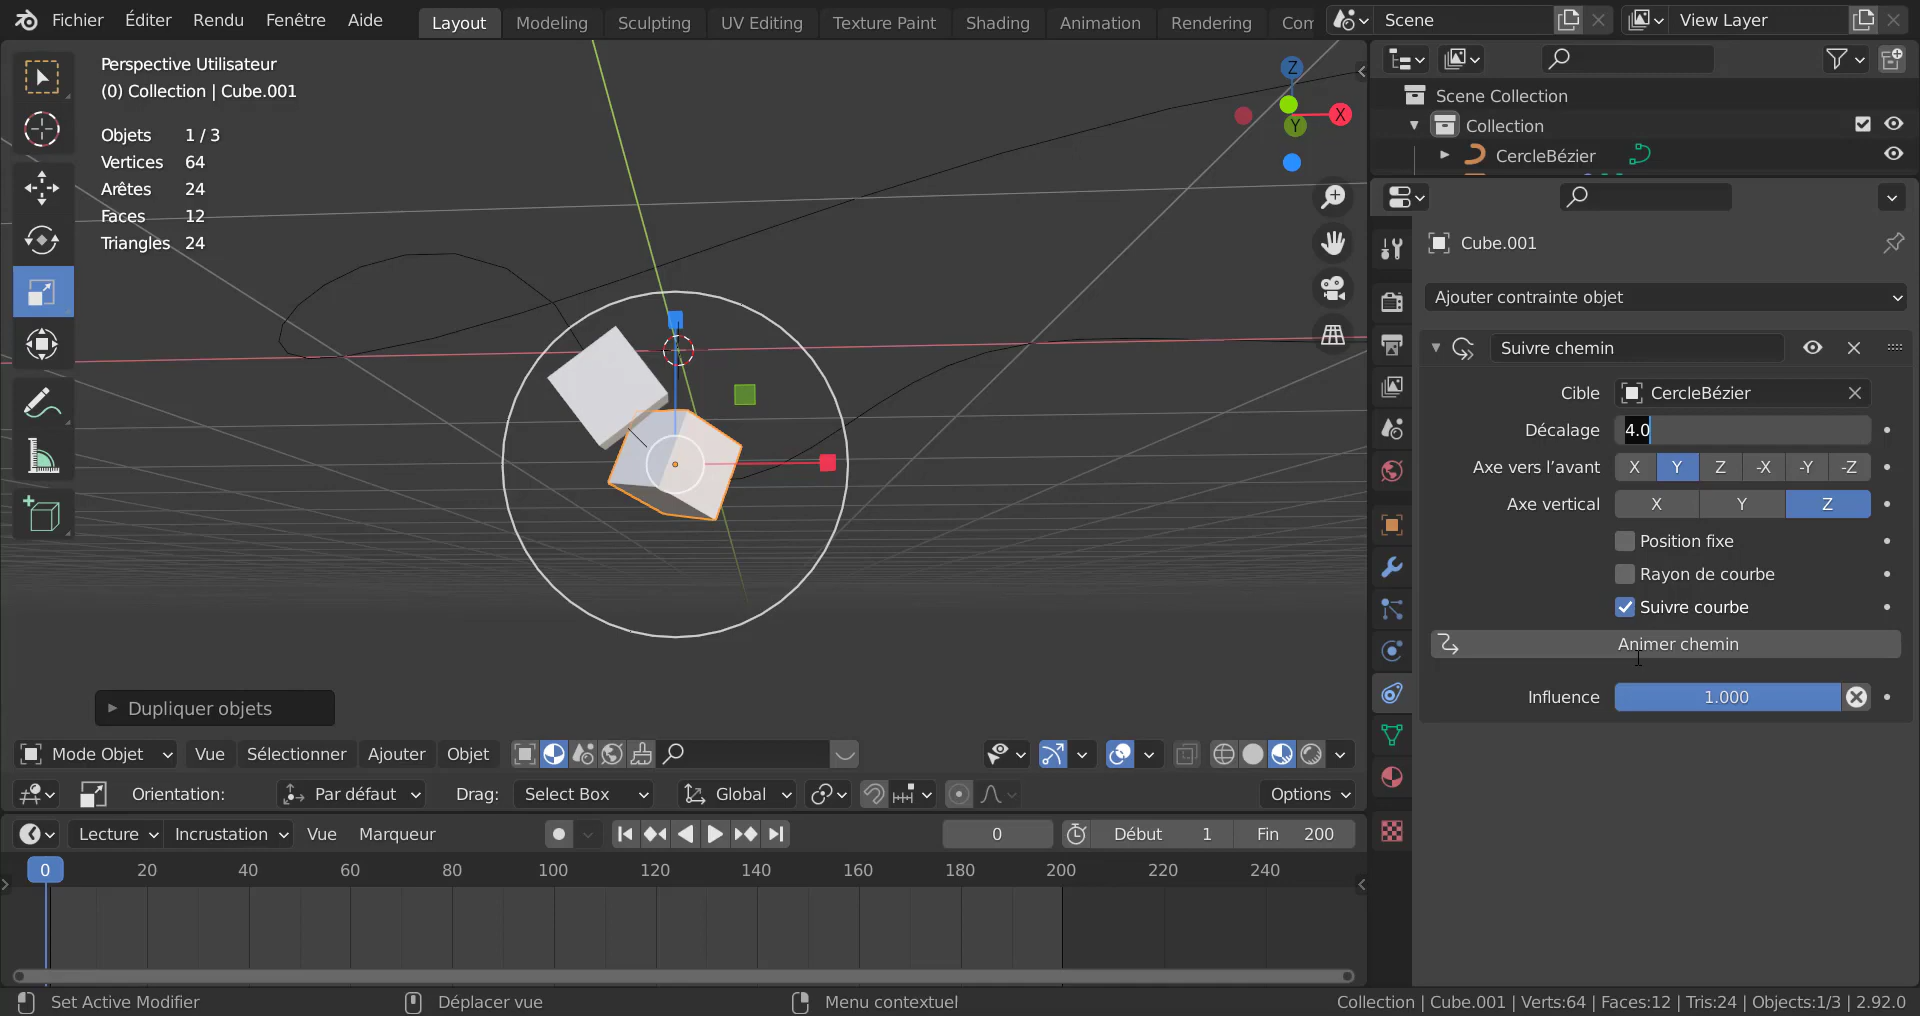 Fichier Éditer Rendu Fenêtre Aide Layout Modeling Sculpting UV Editing Texture Paint Shading Animation Rendering Com Scene View Layer
Perspective Utilisateur
(0) Collection | Cube.001
Objets 1 / 3
Vertices 64
Arêtes 24
Faces 12
Triangles 24
Z
X
Y
Scene Collection
Collection
CercleBézier
Cube.001
Ajouter contrainte objet
Suivre chemin
Cible CercleBézier
Décalage 4.0
Axe vers l’avant X Y Z -X -Y -Z
Axe vertical X Y Z
Position fixe
Rayon de courbe
Suivre courbe
Animer chemin
Influence 1.000
Dupliquer objets
Mode Objet Vue Sélectionner Ajouter Objet
Orientation: Par défaut Drag: Select Box Global Options
Lecture Incrustation Vue Marqueur 0 Début 1 Fin 200
0 20 40 60 80 100 120 140 160 180 200 220 240
Set Active Modifier Déplacer vue Menu contextuel Collection | Cube.001 | Verts:64 | Faces:12 | Tris:24 | Objects:1/3 | 2.92.0